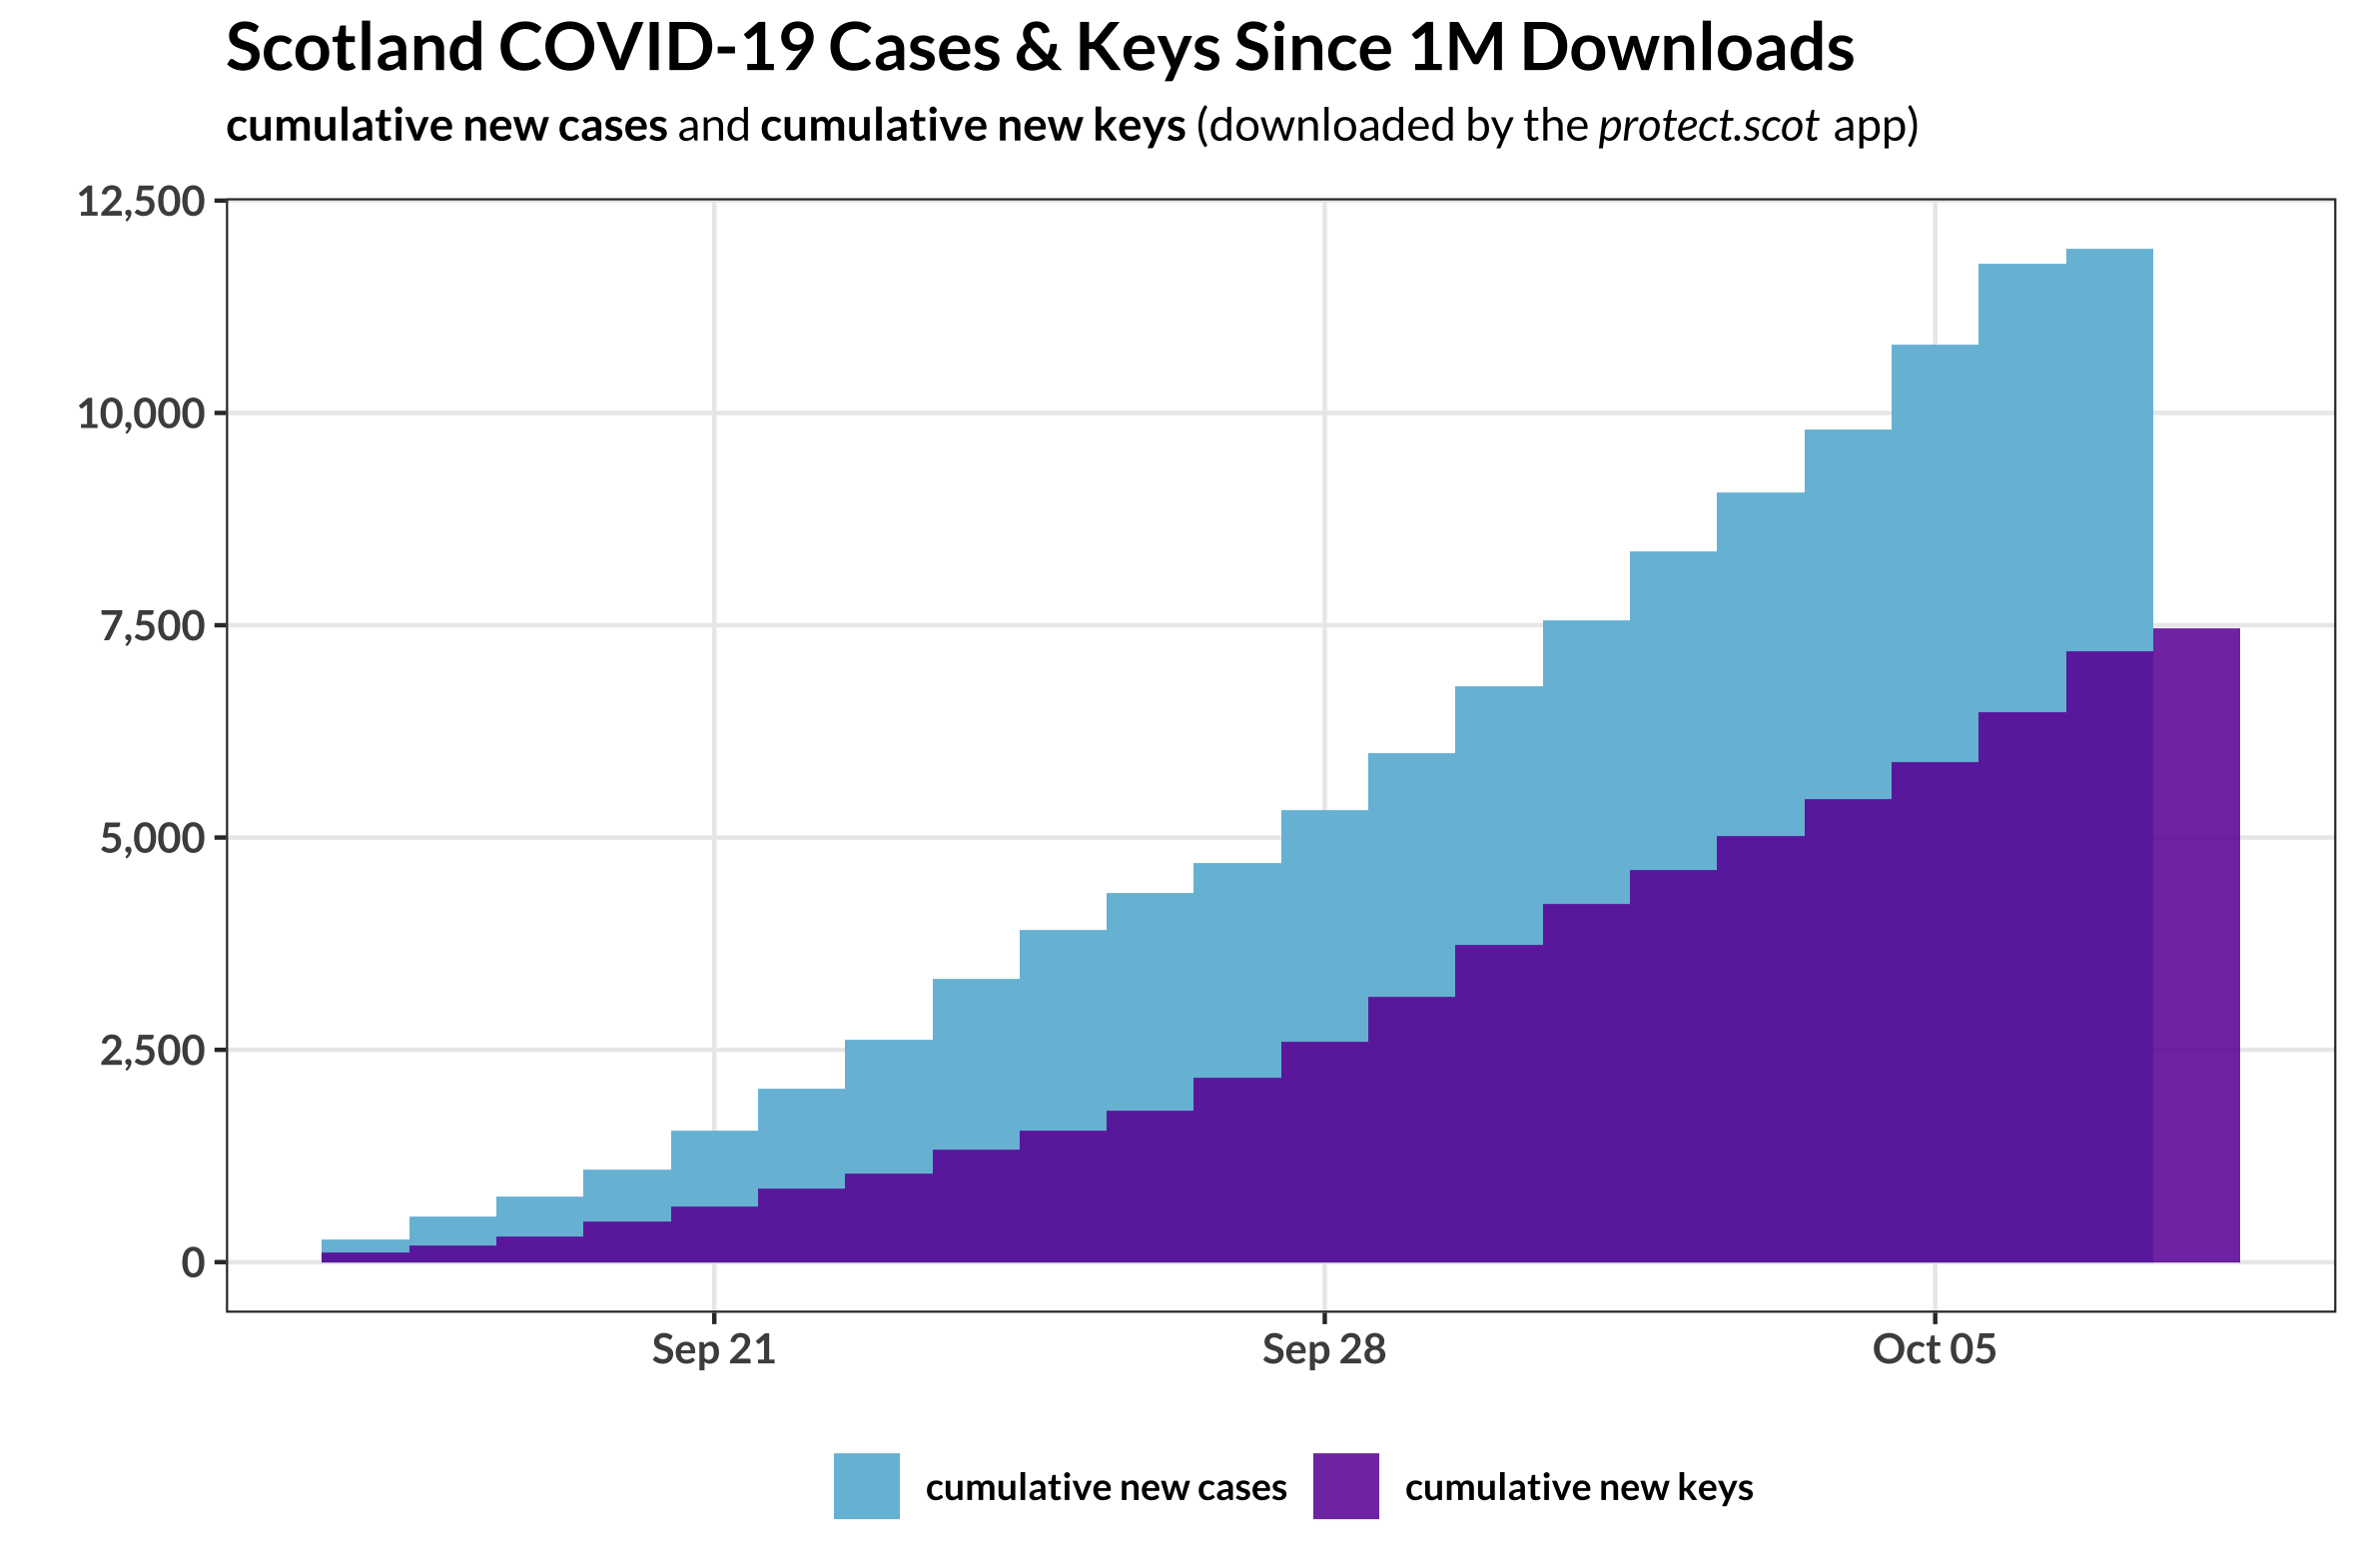 Scotland COVID-19 Cases & Keys Since 1M Downloads
cumulative new cases and cumulative new keys (downloaded by the protect.scot app)
12,500
10,000
7,500
5,000
2,500
0
Sep 21 Sep 28 Oct 05
cumulative new cases cumulative new keys